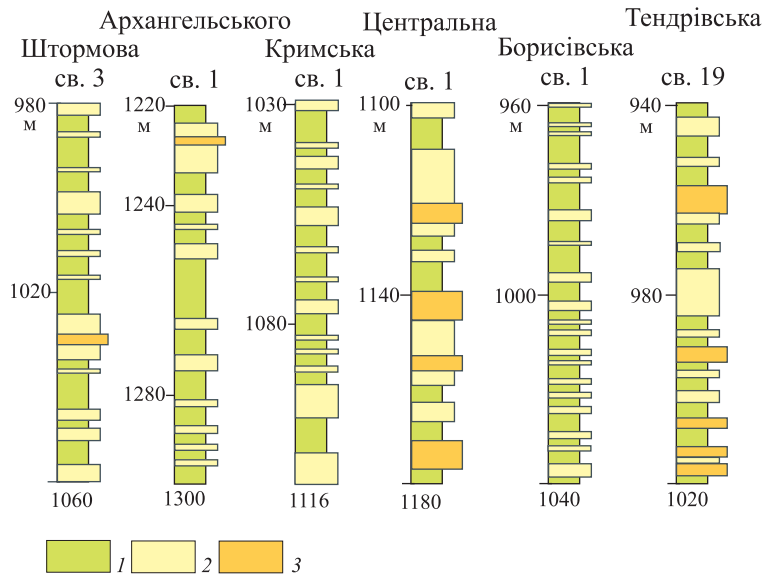 Архангельського
Центральна
Тендрівська
Штормова
Кримська
Борисівська
св. 3
св. 1
св. 1
св. 1
св. 1
св. 19
980
м
1220
м
1030
м
1100
м
960
м
940
м
1240
1020
1140
1000
980
1080
1280
1060
1300
1116
1180
1040
1020
1
2
3